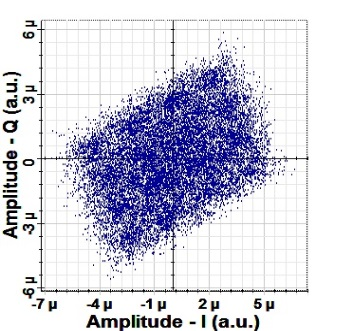 6 µ
3 µ
0
-3 µ
-6 µ
Amplitude - Q (a.u.)
-7 µ -4 µ -1 µ 2 µ 5 µ
Amplitude - I (a.u.)